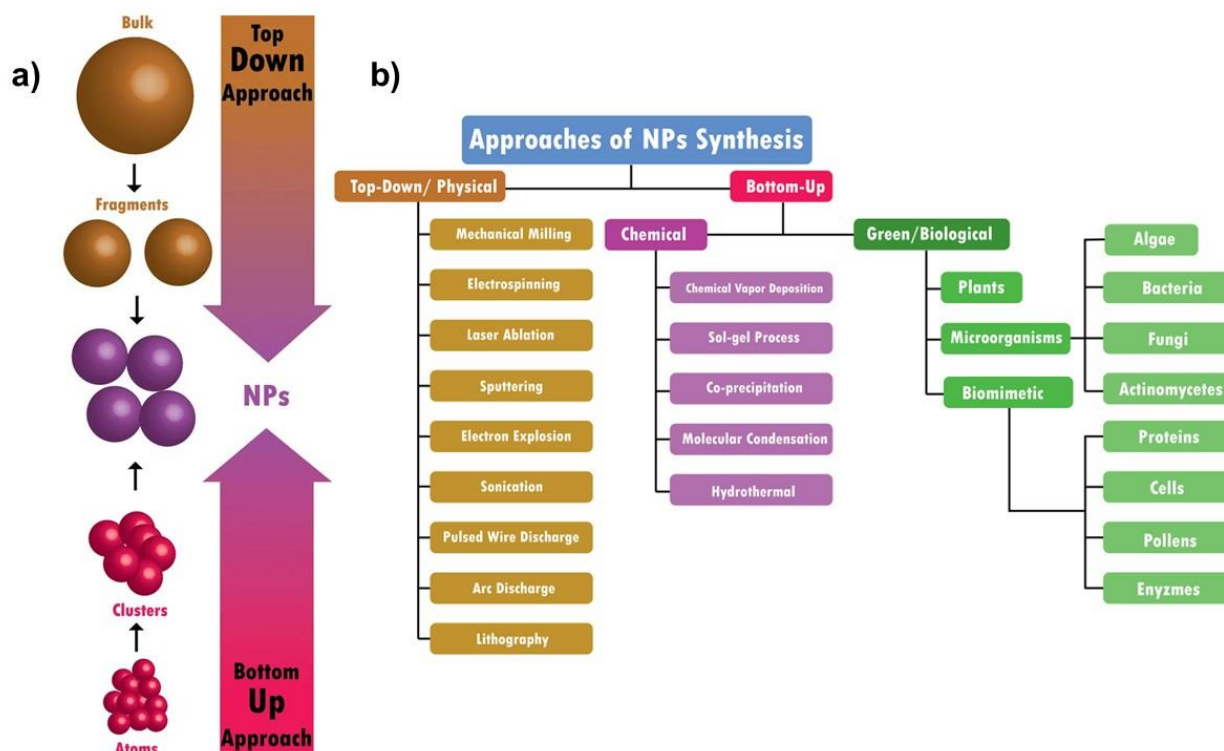 a)
Bulk
Fragments
Clusters
Atoms
Top
Down
Approach
NPs
Bottom
Up
Approach
b)
Approaches of NPs Synthesis
Top-Down/ Physical
Bottom-Up
Mechanical Milling
Electrospinning
Laser Ablation
Sputtering
Electron Explosion
Sonication
Pulsed Wire Discharge
Arc Discharge
Lithography
Chemical
Chemical Vapor Deposition
Sol-gel Process
Co-precipitation
Molecular Condensation
Hydrothermal
Green/Biological
Plants
Microorganisms
Biomimetic
Algae
Bacteria
Fungi
Actinomycetes
Proteins
Cells
Pollens
Enyzmes